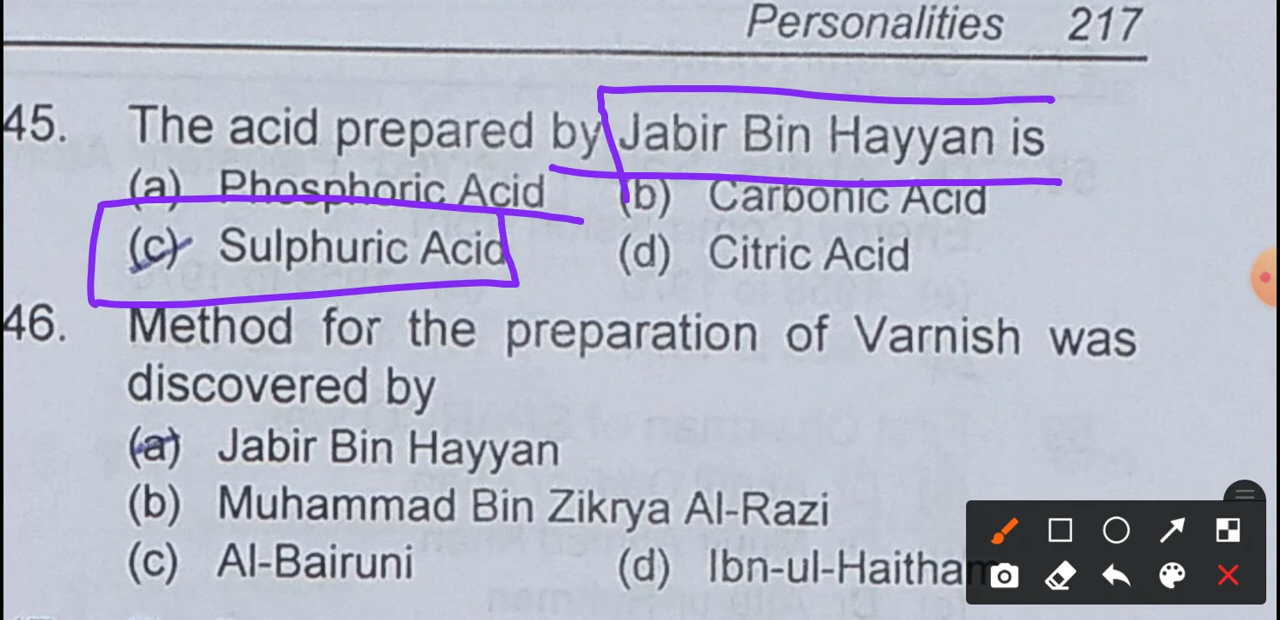 Personalities 217
45. The acid prepared by Jabir Bin Hayyan is
(a) Phosphoric Acid (b) Carbonic Acid
(c) Sulphuric Acid (d) Citric Acid
46. Method for the preparation of Varnish was
discovered by
(a) Jabir Bin Hayyan
(b) Muhammad Bin Zikrya Al-Razi
(c) Al-Bairuni (d) Ibn-ul-Haitham